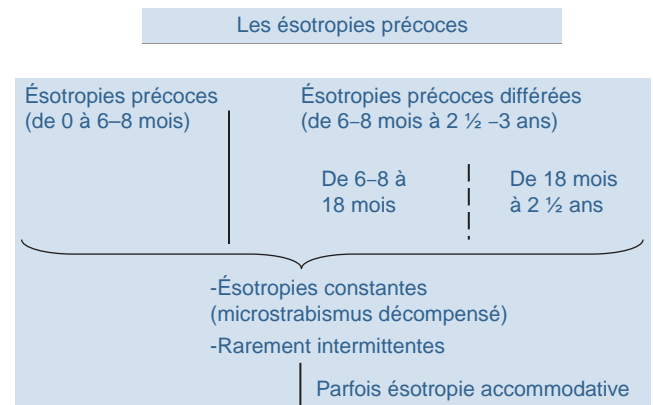 Les ésotropies précoces
Ésotropies précoces
(de 0 à 6–8 mois)
Ésotropies précoces différées
(de 6–8 mois à 2 ½ –3 ans)
De 6–8 à
18 mois
De 18 mois
à 2 ½ ans
-Ésotropies constantes
(microstrabismus décompensé)
-Rarement intermittentes
Parfois ésotropie accommodative